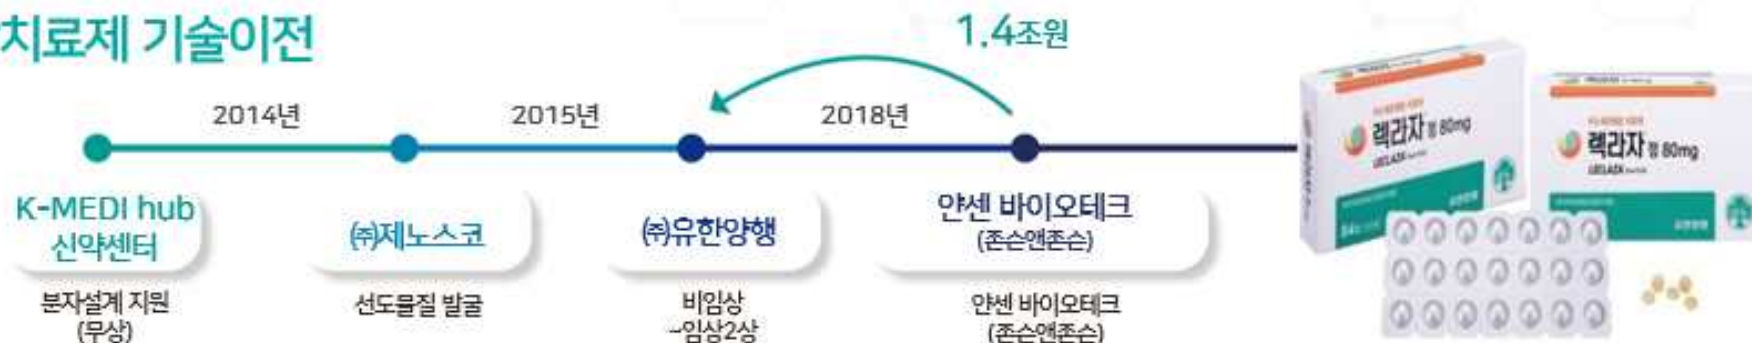 치료제 기술이전
1.4조원
2014년
2015년
2018년
K-MEDI hub
신약센터
㈜제노스코
㈜유한양행
얀센 바이오테크
(존슨앤존슨)
분자설계 지원
(무상)
선도물질 발굴
비임상
~임상2상
얀센 바이오테크
(존슨앤존슨)
렉라자 정 80mg
렉라자 정 80mg